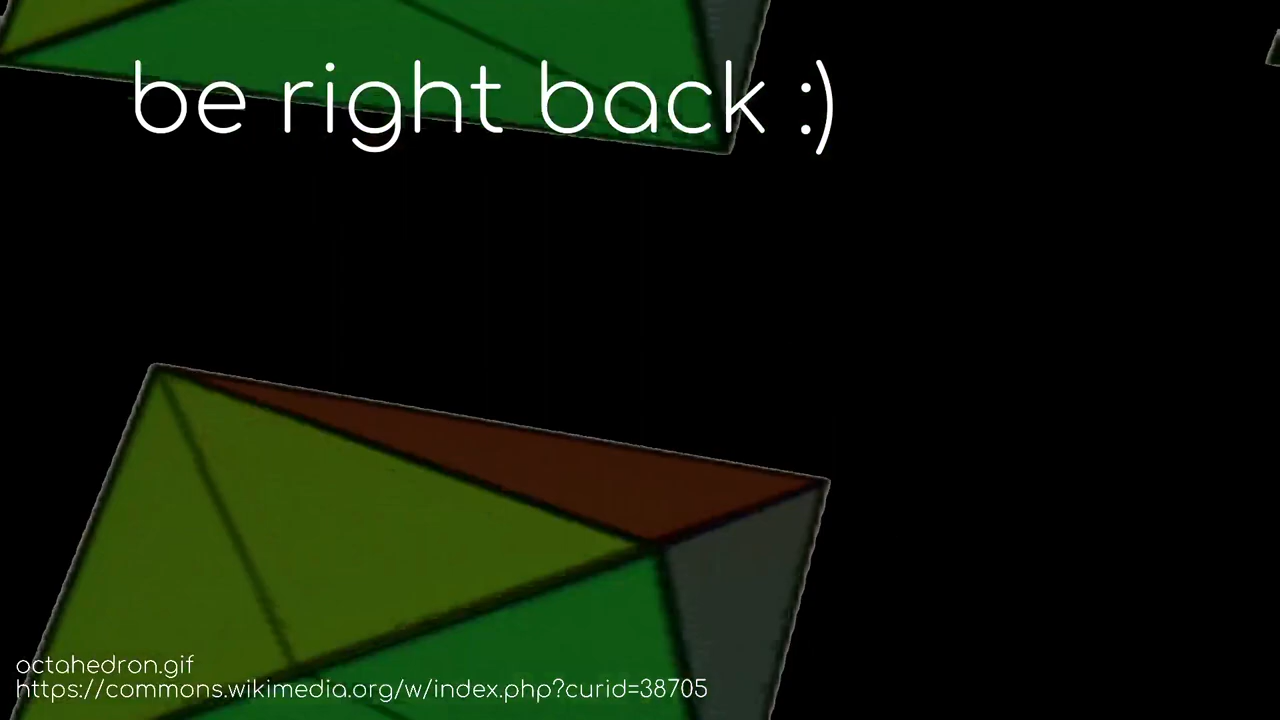 be right back :)
octahedron.gif
https://commons.wikimedia.org/w/index.php?curid=38705